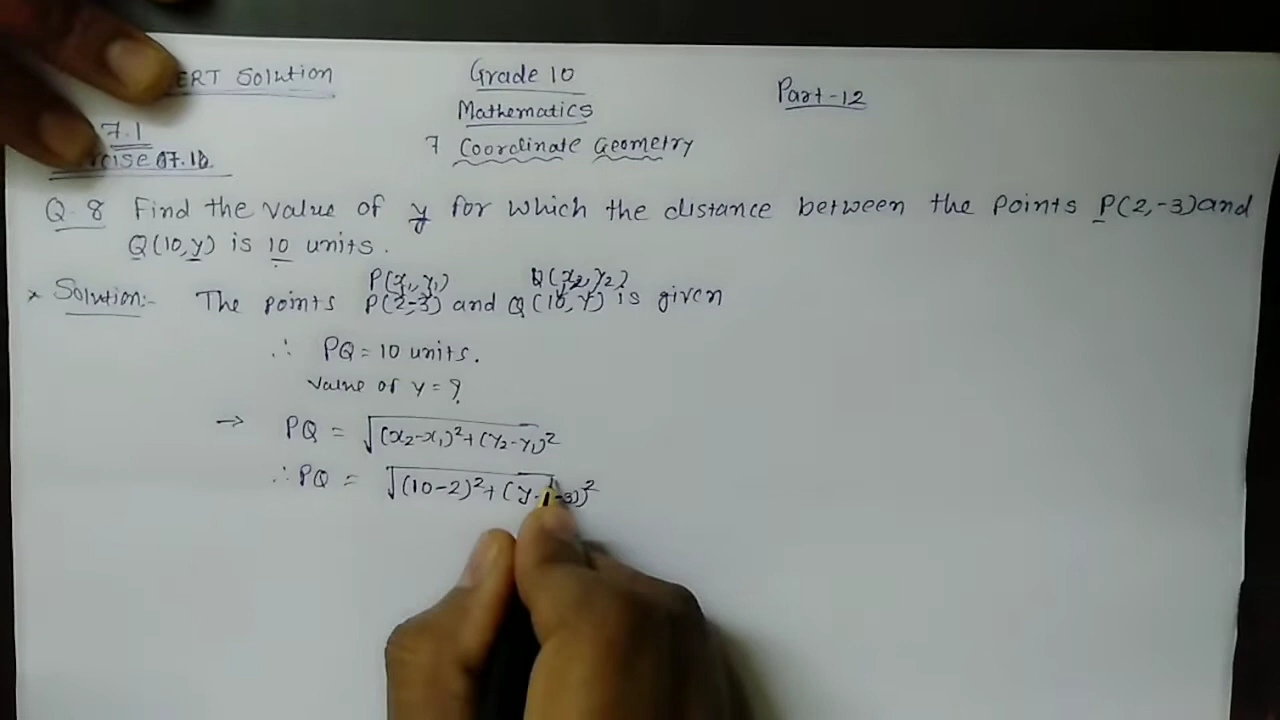 ERT Solution
Grade 10
Part-12
Mathematics
7.1
7 Coordinate Geometry
cise 07.1
Q.8 Find the value of y for which the distance between the points P(2,-3) and
Q(10,y) is 10 units.
P(x₁,y₁) Q(x₂,y₂)
* Solution:- The points P(2-3) and Q(10,Y) is given
∴ PQ = 10 units.
Value of y = ?
→ PQ = √(x₂-x₁)²+(y₂-y₁)²
∴ PQ = √(10-2)²+(y-(-3))²